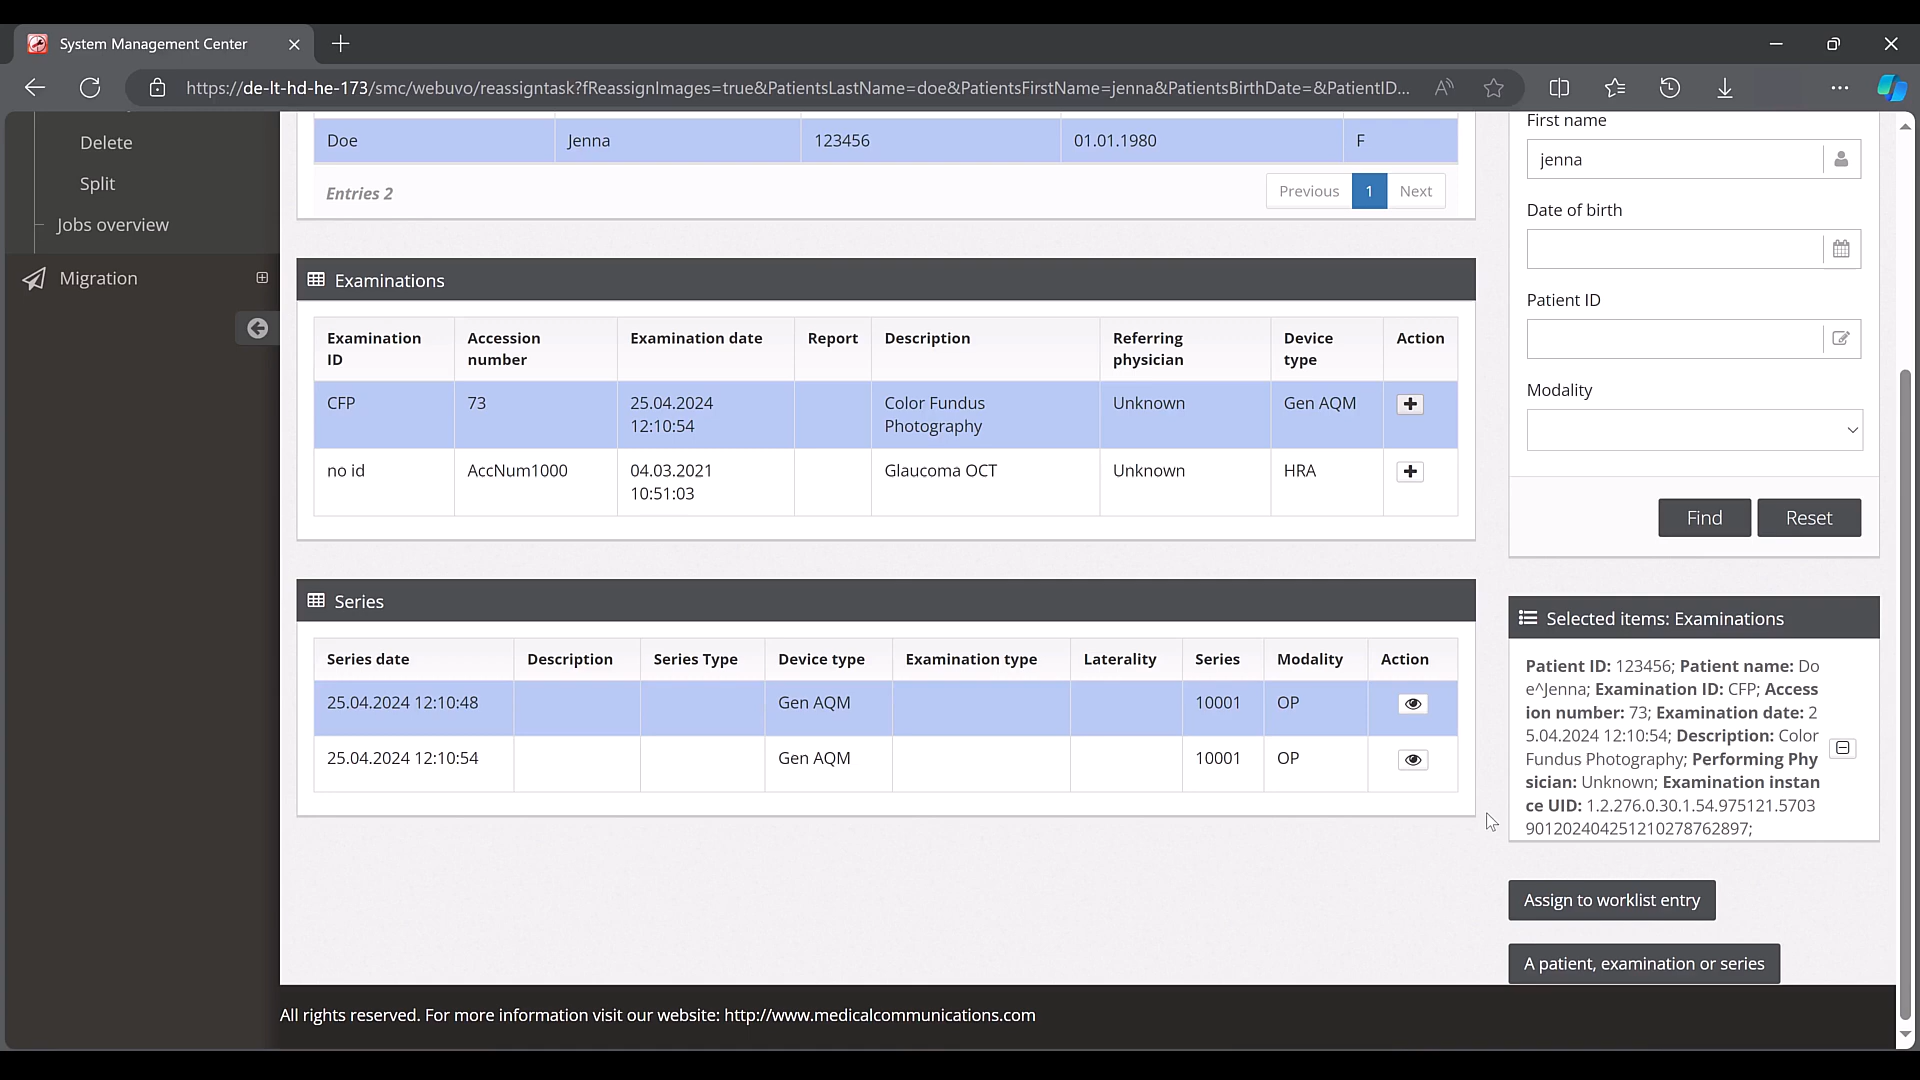 System Management Center
https://de-lt-hd-he-173/smc/webuvo/reassigntask?fReassignImages=true&PatientsLastName=doe&PatientsFirstName=jenna&PatientsBirthDate=&PatientID...
Delete
Split
Jobs overview
Migration
Doe Jenna 123456 01.01.1980 F
Entries 2
Previous 1 Next
Examinations
Examination ID Accession number Examination date Report Description Referring physician Device type Action
CFP 73 25.04.2024 12:10:54 Color Fundus Photography Unknown Gen AQM
no id AccNum1000 04.03.2021 10:51:03 Glaucoma OCT Unknown HRA
Series
Series date Description Series Type Device type Examination type Laterality Series Modality Action
25.04.2024 12:10:48 Gen AQM 10001 OP
25.04.2024 12:10:54 Gen AQM 10001 OP
First name
jenna
Date of birth
Patient ID
Modality
Find Reset
Selected items: Examinations
Patient ID: 123456; Patient name: Do
e^Jenna; Examination ID: CFP; Access
ion number: 73; Examination date: 2
5.04.2024 12:10:54; Description: Color
Fundus Photography; Performing Phy
sician: Unknown; Examination instan
ce UID: 1.2.276.0.30.1.54.975121.5703
901202404251210278762897;
Assign to worklist entry
A patient, examination or series
All rights reserved. For more information visit our website: http://www.medicalcommunications.com